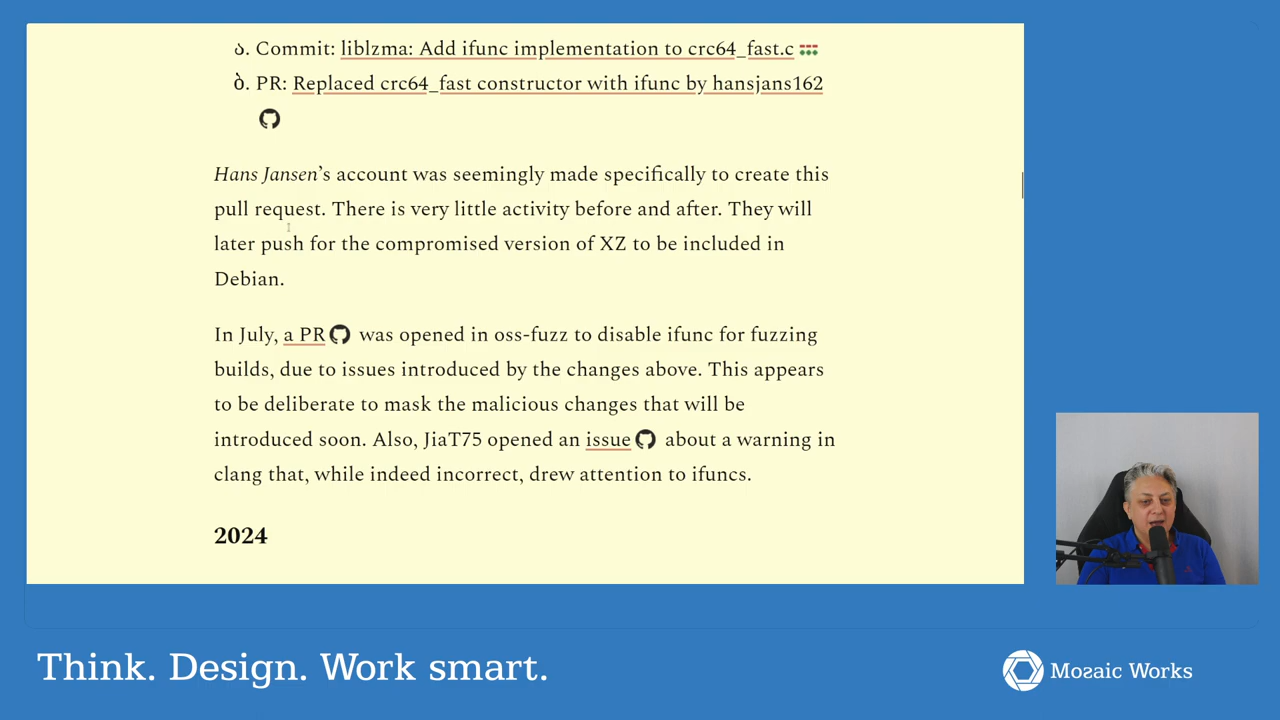 ა. Commit: liblzma: Add ifunc implementation to crc64_fast.c
ბ. PR: Replaced crc64_fast constructor with ifunc by hansjans162
Hans Jansen’s account was seemingly made specifically to create this
pull request. There is very little activity before and after. They will
later push for the compromised version of XZ to be included in
Debian.
In July, a PR was opened in oss-fuzz to disable ifunc for fuzzing
builds, due to issues introduced by the changes above. This appears
to be deliberate to mask the malicious changes that will be
introduced soon. Also, JiaT75 opened an issue about a warning in
clang that, while indeed incorrect, drew attention to ifuncs.
2024
Think. Design. Work smart.
Mozaic Works